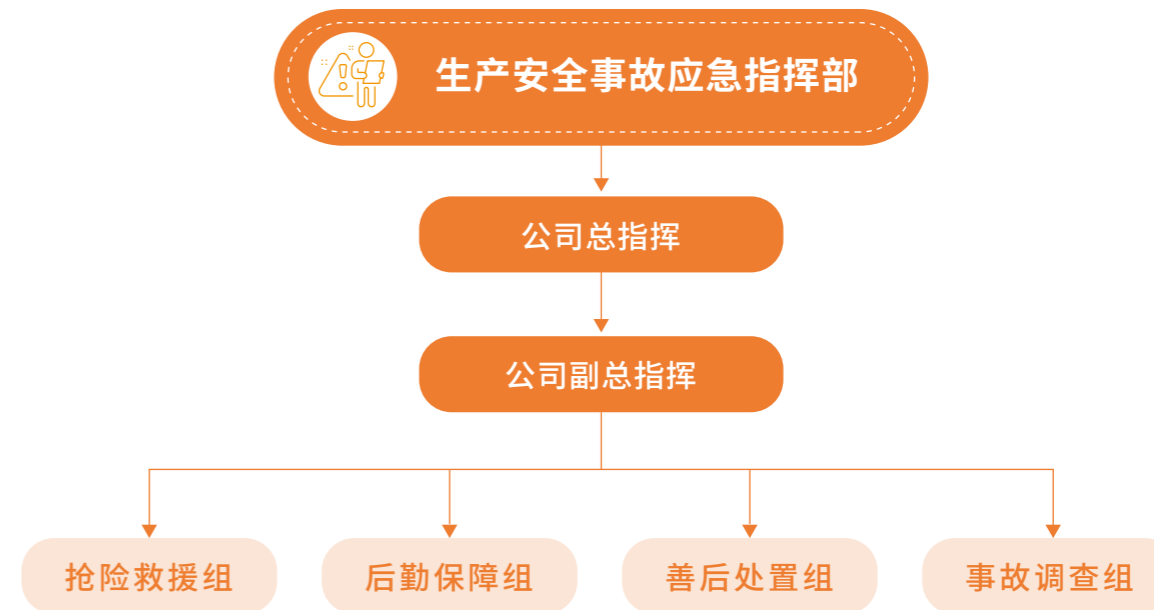 生产安全事故应急指挥部
公司总指挥
公司副总指挥
抢险救援组
后勤保障组
善后处置组
事故调查组